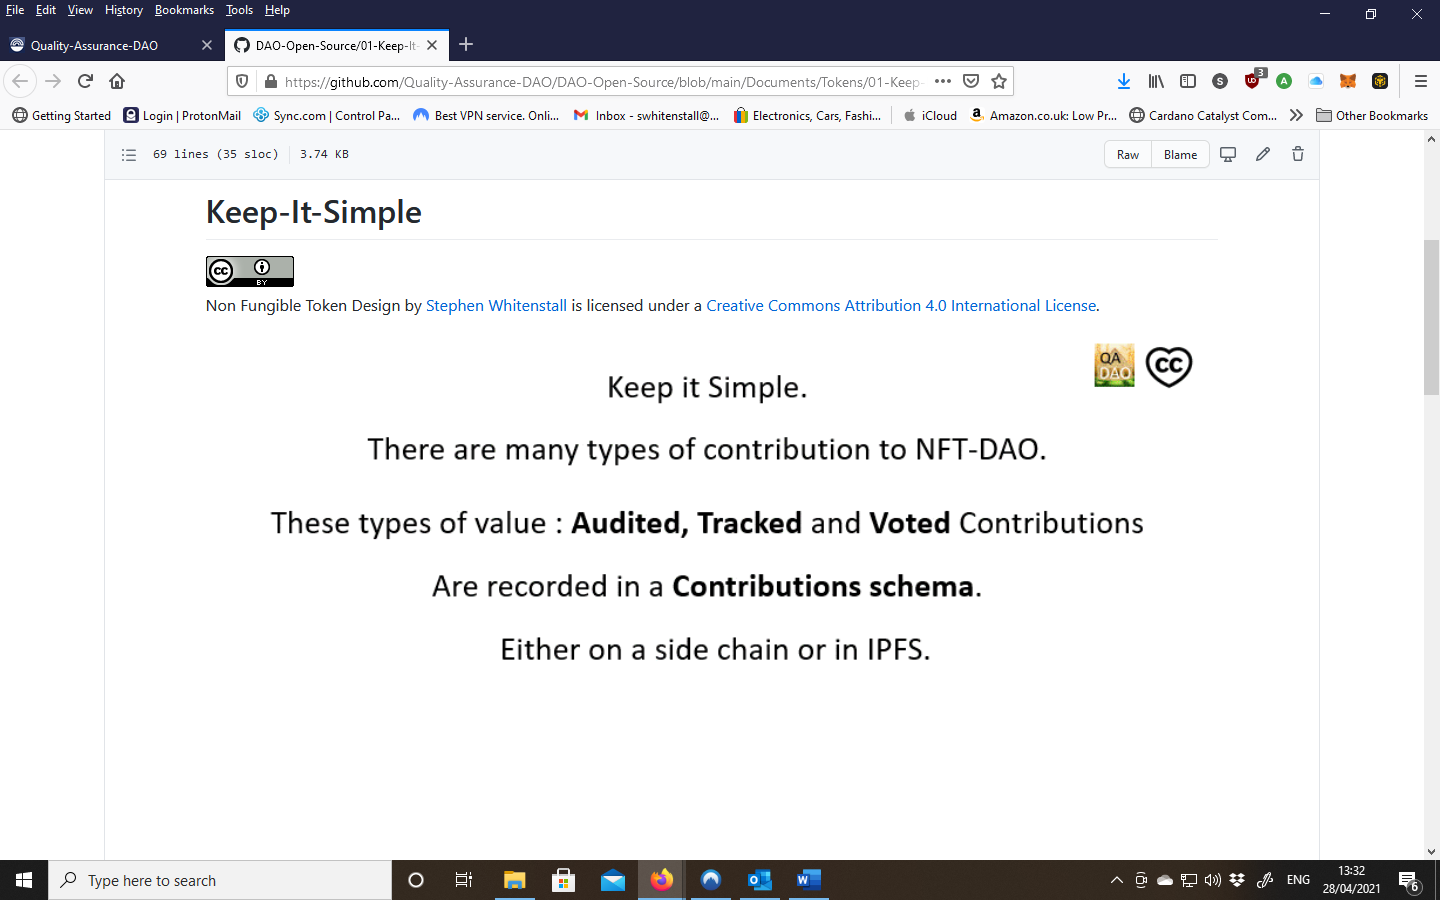 File Edit View History Bookmarks Tools Help
Quality-Assurance-DAO
DAO-Open-Source/01-Keep-It-
https://github.com/Quality-Assurance-DAO/DAO-Open-Source/blob/main/Documents/Tokens/01-Keep-
S
UD
3
A
Getting Started
Login | ProtonMail
Sync.com | Control Pa...
Best VPN service. Onli...
Inbox - swhitenstall@...
Electronics, Cars, Fashi...
iCloud
Amazon.co.uk: Low Pr...
Cardano Catalyst Com...
Other Bookmarks
69 lines (35 sloc) 3.74 KB
Raw Blame
Keep-It-Simple
cc BY
Non Fungible Token Design by Stephen Whitenstall is licensed under a Creative Commons Attribution 4.0 International License.
QA
DAO
CC
Keep it Simple.
There are many types of contribution to NFT-DAO.
These types of value : Audited, Tracked and Voted Contributions
Are recorded in a Contributions schema.
Either on a side chain or in IPFS.
Type here to search
ENG
13:32
28/04/2021
6